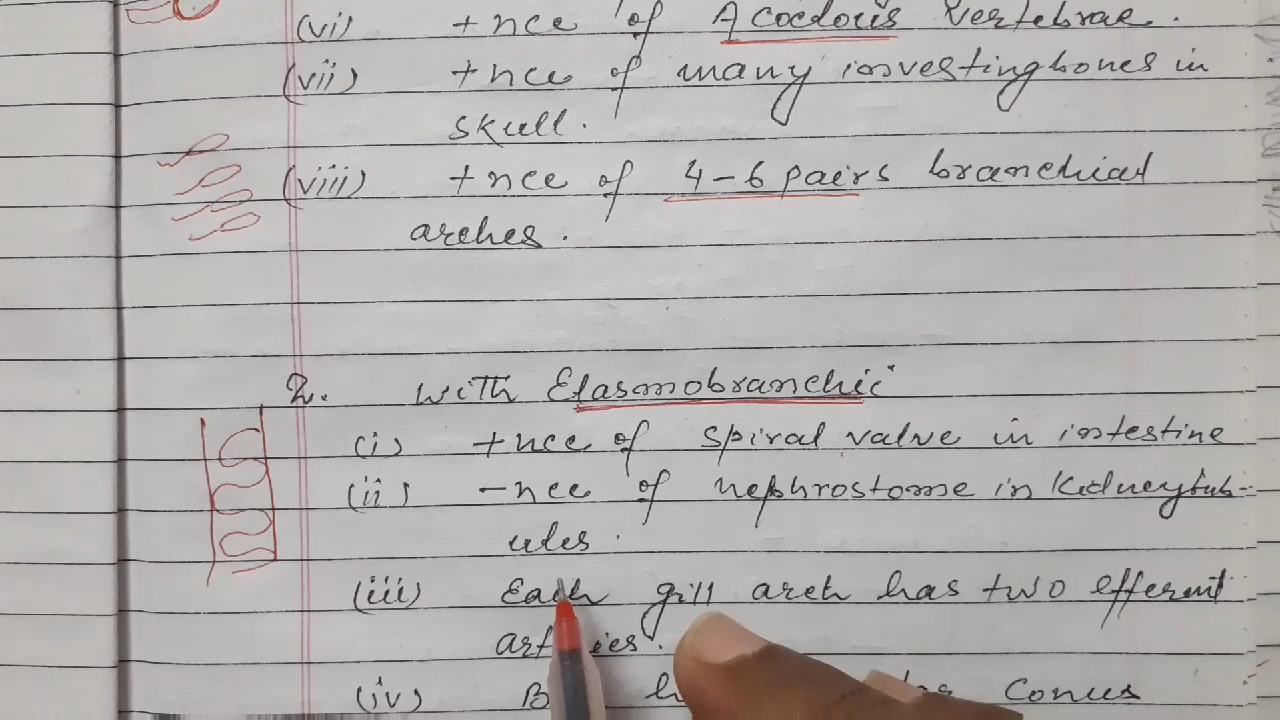 (vi) +nce of Acoelous Vertebrae.
(vii) +nce of many investing bones in
skull.
(viii) +nce of 4-6 pairs branchial
arches.
2. With Elasmobranchii
(i) +nce of spiral valve in intestine
(ii) -nce of nephrostome in Kidney tub-
ules.
(iii) Each gill arch has two efferent
arteries.
(iv) Conus